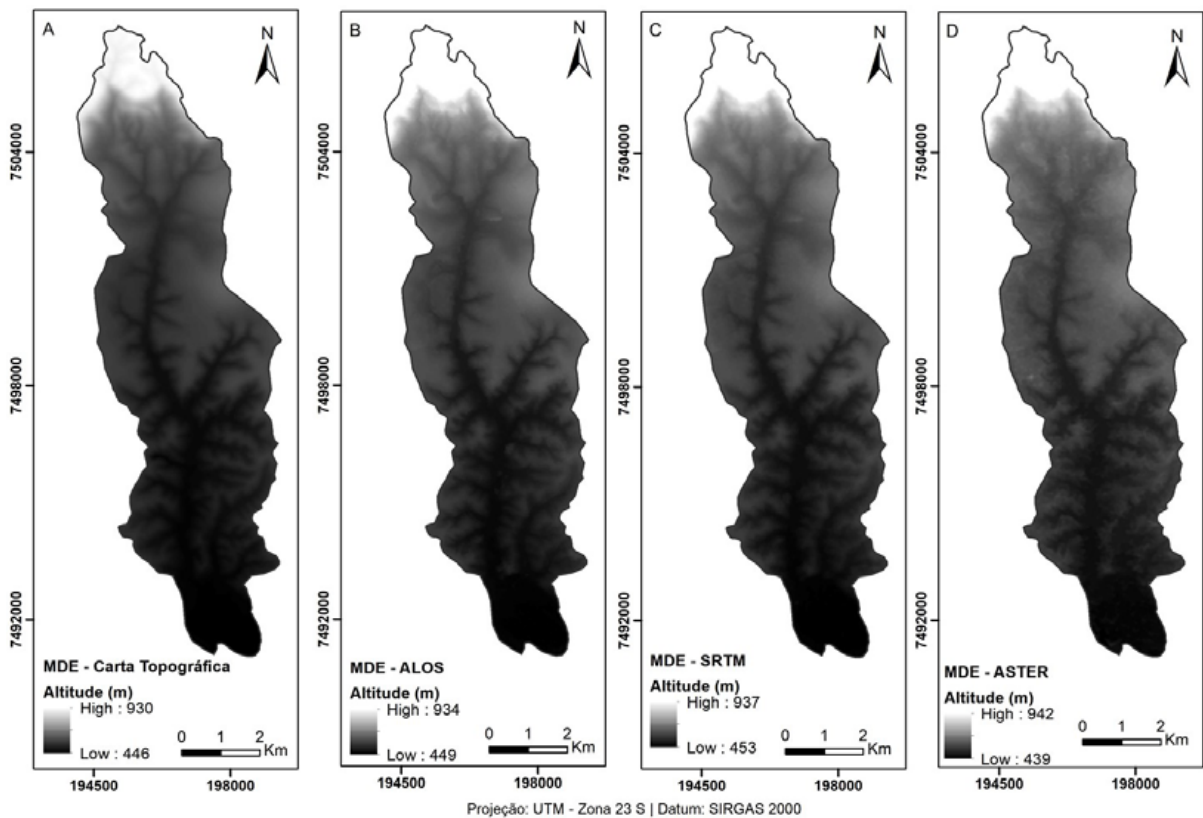 A
N
7504000
7498000
7492000
MDE - Carta Topográfica
Altitude (m)
High : 930
Low : 446
0 1 2
Km
194500 198000
B
N
7504000
7498000
7492000
MDE - ALOS
Altitude (m)
High : 934
Low : 449
0 1 2
Km
194500 198000
C
N
7504000
7498000
7492000
MDE - SRTM
Altitude (m)
High : 937
Low : 453
0 1 2
Km
194500 198000
D
N
7504000
7498000
7492000
MDE - ASTER
Altitude (m)
High : 942
Low : 439
0 1 2
Km
194500 198000
Projeção: UTM - Zona 23 S | Datum: SIRGAS 2000